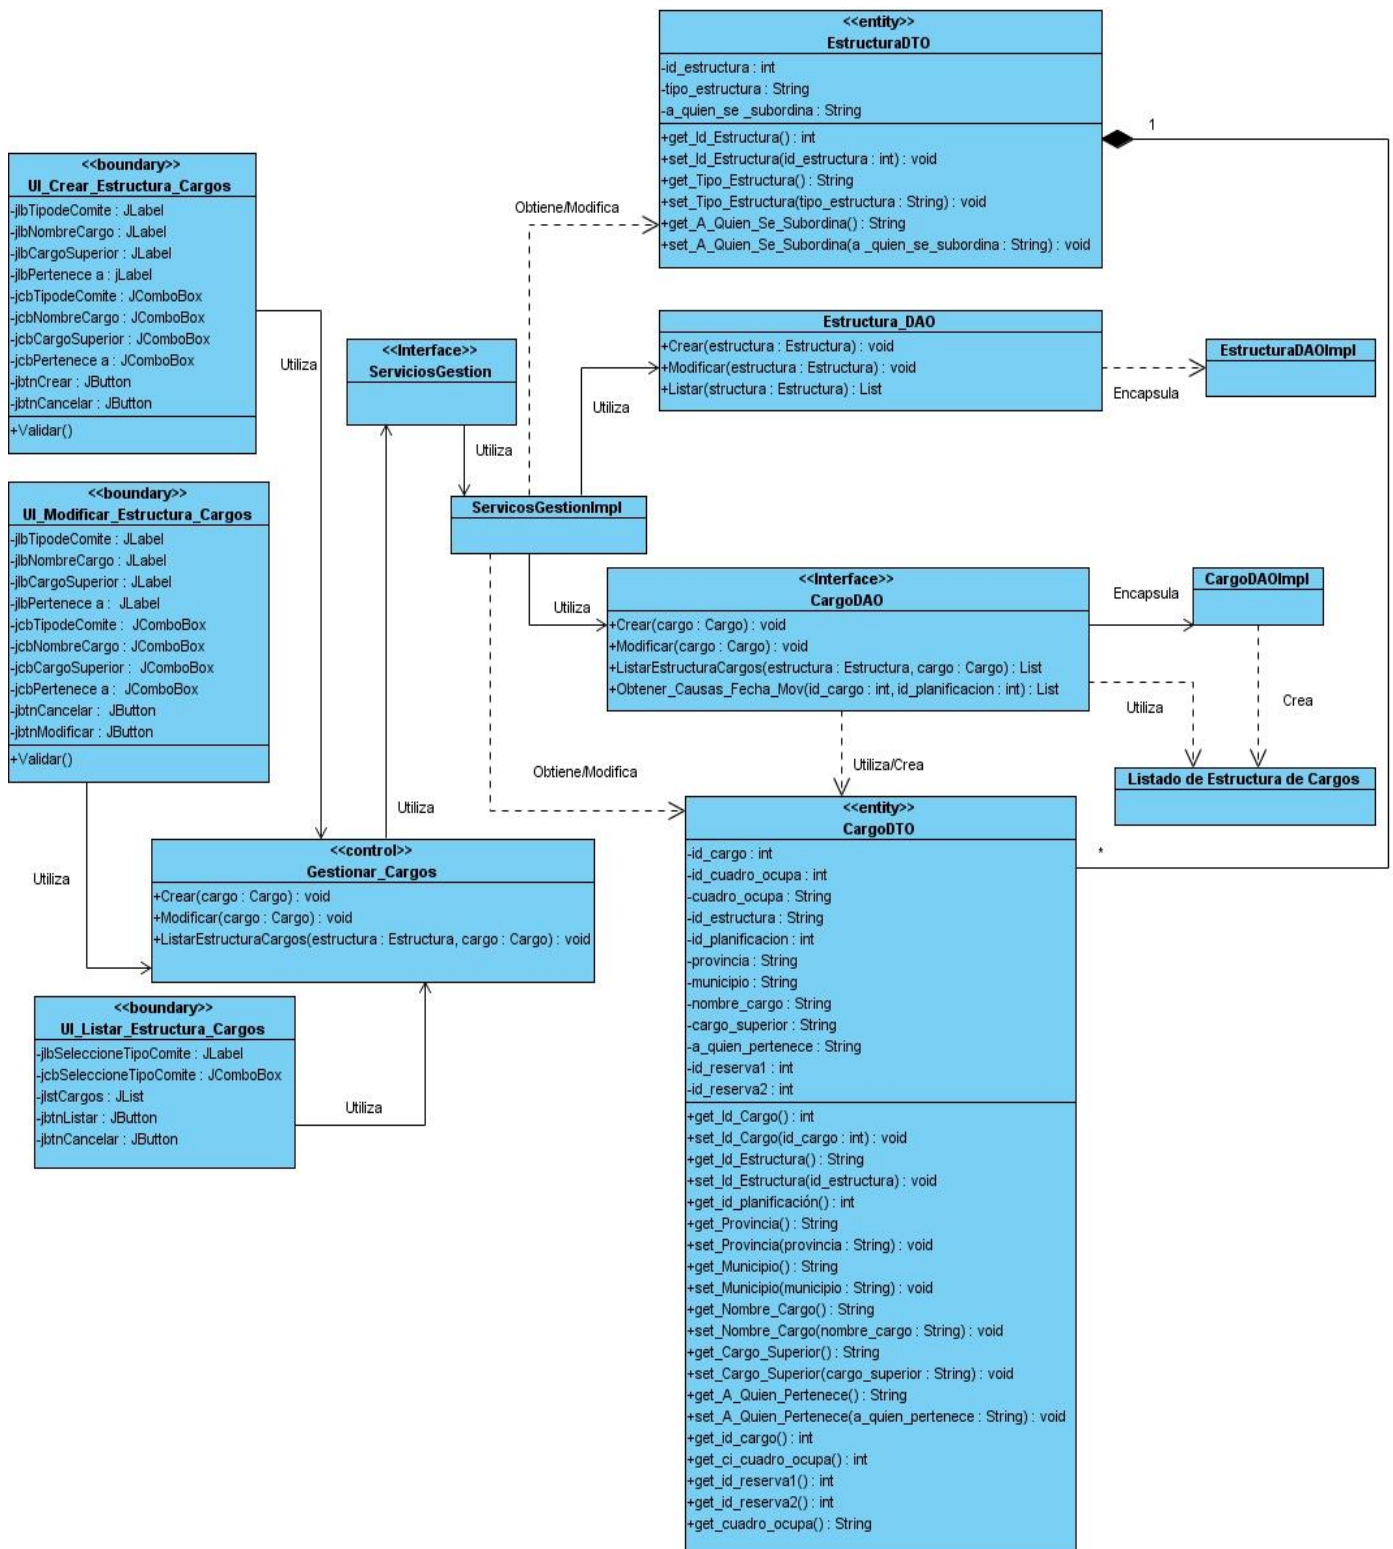 <<entity>>
EstructuraDTO
-id_estructura : int
-tipo_estructura : String
-a_quien_se _subordina : String
+get_Id_Estructura() : int
+set_Id_Estructura(id_estructura : int) : void
+get_Tipo_Estructura() : String
+set_Tipo_Estructura(tipo_estructura : String) : void
+get_A_Quien_Se_Subordina() : String
+set_A_Quien_Se_Subordina(a _quien_se_subordina : String) : void
1
<<boundary>>
UI_Crear_Estructura_Cargos
-jlbTipodeComite : JLabel
-jlbNombreCargo : JLabel
-jlbCargoSuperior : JLabel
-jlbPertenece a : jLabel
-jcbTipodeComite : JComboBox
-jcbNombreCargo : JComboBox
-jcbCargoSuperior : JComboBox
-jcbPertenece a : JComboBox
-jbtnCrear : JButton
-jbtnCancelar : JButton
+Validar()
Utiliza
Obtiene/Modifica
<<Interface>>
ServiciosGestion
Utiliza
Estructura_DAO
+Crear(estructura : Estructura) : void
+Modificar(estructura : Estructura) : void
+Listar(structura : Estructura) : List
Utiliza
Encapsula
EstructuraDAOImpl
ServicosGestionImpl
<<boundary>>
UI_Modificar_Estructura_Cargos
-jlbTipodeComite : JLabel
-jlbNombreCargo : JLabel
-jlbCargoSuperior : JLabel
-jlbPertenece a : JLabel
-jcbTipodeComite : JComboBox
-jcbNombreCargo : JComboBox
-jcbCargoSuperior : JComboBox
-jcbPertenece a : JComboBox
-jbtnCancelar : JButton
-jbtnModificar : JButton
+Validar()
Utiliza
<<Interface>>
CargoDAO
+Crear(cargo : Cargo) : void
+Modificar(cargo : Cargo) : void
+ListarEstructuraCargos(estructura : Estructura, cargo : Cargo) : List
+Obtener_Causas_Fecha_Mov(id_cargo : int, id_planificacion : int) : List
Encapsula
CargoDAOImpl
Utiliza
Crea
Listado de Estructura de Cargos
Obtiene/Modifica
Utiliza/Crea
Utiliza
Utiliza
<<control>>
Gestionar_Cargos
+Crear(cargo : Cargo) : void
+Modificar(cargo : Cargo) : void
+ListarEstructuraCargos(estructura : Estructura, cargo : Cargo) : void
<<boundary>>
UI_Listar_Estructura_Cargos
-jlbSeleccioneTipoComite : JLabel
-jcbSeleccioneTipoComite : JComboBox
-jlstCargos : JList
-jbtnListar : JButton
-jbtnCancelar : JButton
Utiliza
*
<<entity>>
CargoDTO
-id_cargo : int
-id_cuadro_ocupa : int
-cuadro_ocupa : String
-id_estructura : String
-id_planificacion : int
-provincia : String
-municipio : String
-nombre_cargo : String
-cargo_superior : String
-a_quien_pertenece : String
-id_reserva1 : int
-id_reserva2 : int
+get_Id_Cargo() : int
+set_Id_Cargo(id_cargo : int) : void
+get_Id_Estructura() : String
+set_Id_Estructura(id_estructura) : void
+get_id_planificación() : int
+get_Provincia() : String
+set_Provincia(provincia : String) : void
+get_Municipio() : String
+set_Municipio(municipio : String) : void
+get_Nombre_Cargo() : String
+set_Nombre_Cargo(nombre_cargo : String) : void
+get_Cargo_Superior() : String
+set_Cargo_Superior(cargo_superior : String) : void
+get_A_Quien_Pertenece() : String
+set_A_Quien_Pertenece(a_quien_pertenece : String) : void
+get_id_cargo() : int
+get_ci_cuadro_ocupa() : int
+get_id_reserva1() : int
+get_id_reserva2() : int
+get_cuadro_ocupa() : String